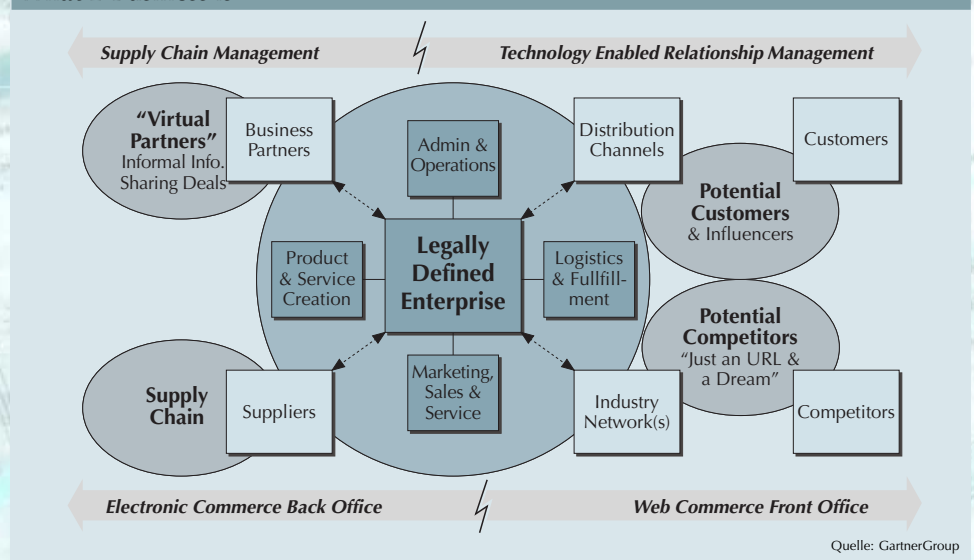 Supply Chain Management
Technology Enabled Relationship Management
“Virtual
Partners”
Informal Info.
Sharing Deals
Business
Partners
Admin &
Operations
Distribution
Channels
Customers
Potential
Customers
& Influencers
Product
& Service
Creation
Legally
Defined
Enterprise
Logistics
& Fullfill-
ment
Potential
Competitors
“Just an URL &
a Dream”
Supply
Chain
Suppliers
Marketing,
Sales &
Service
Industry
Network(s)
Competitors
Electronic Commerce Back Office
Web Commerce Front Office
Quelle: GartnerGroup